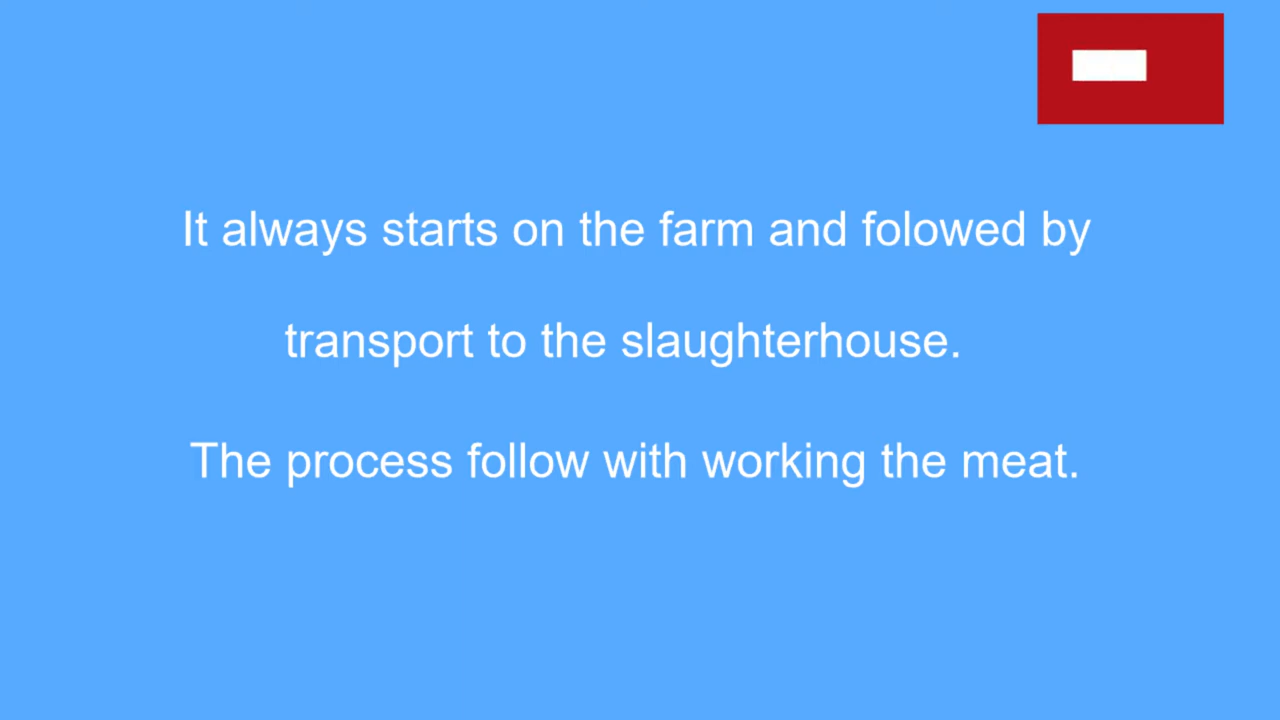 It always starts on the farm and folowed by
transport to the slaughterhouse.
The process follow with working the meat.